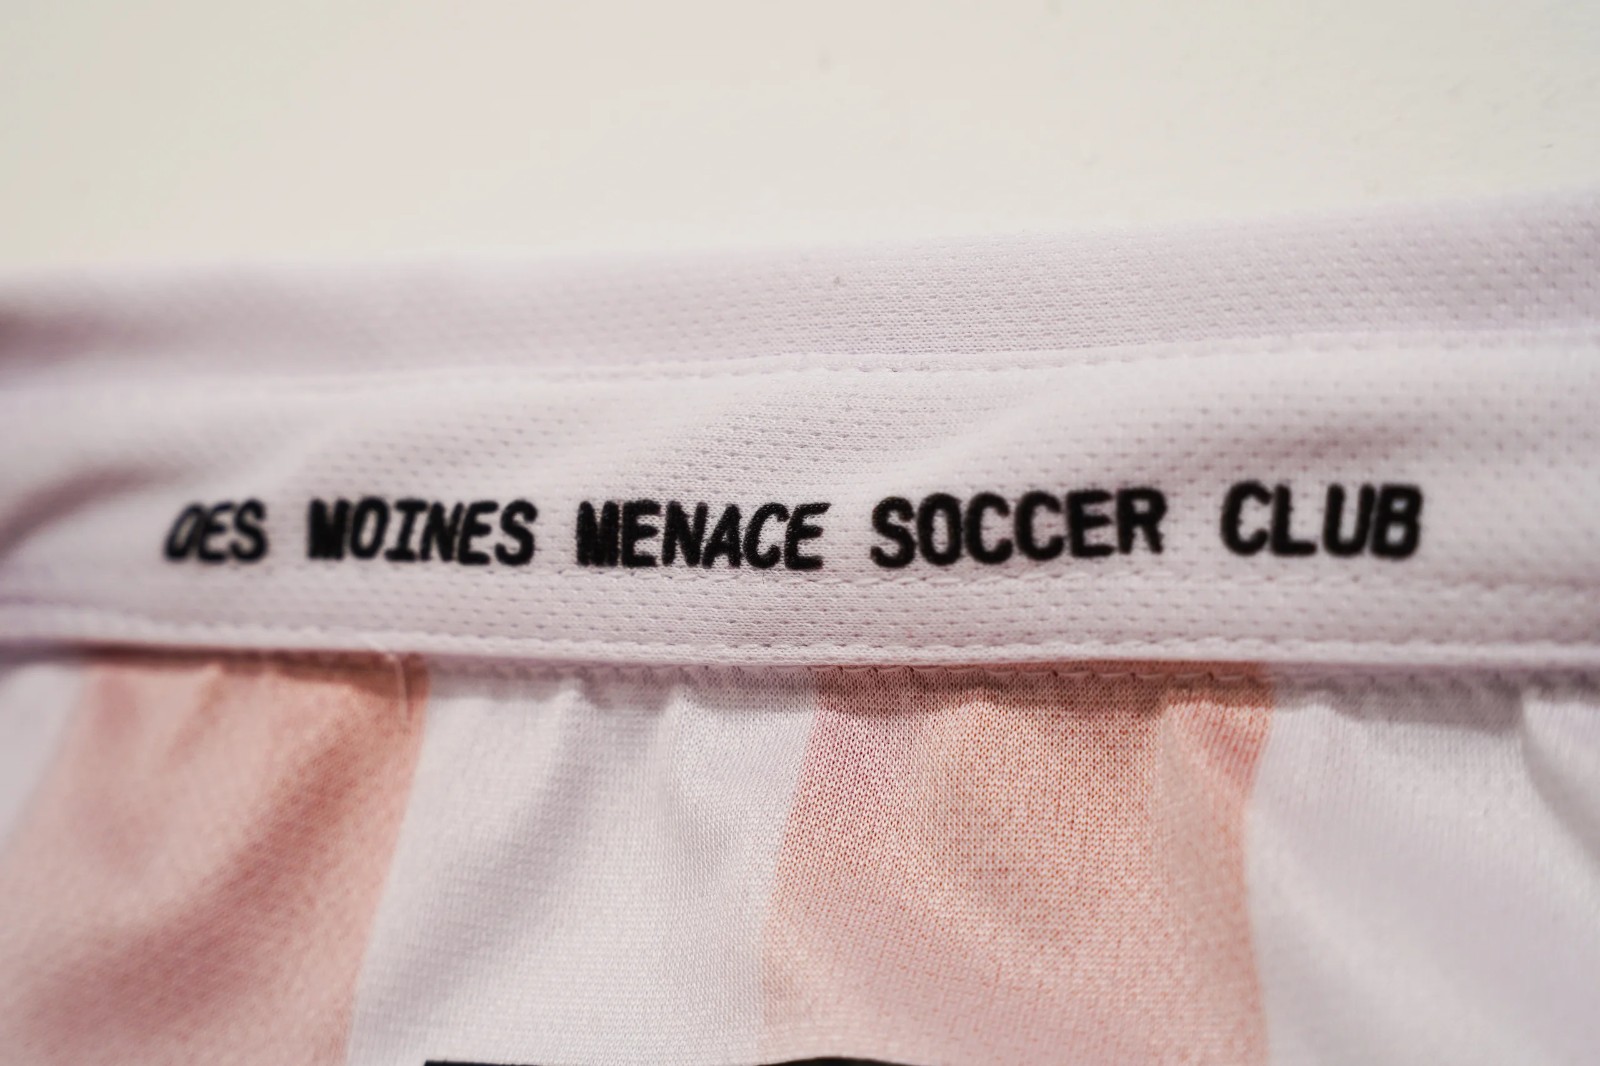 DES MOINES MENACE SOCCER CLUB